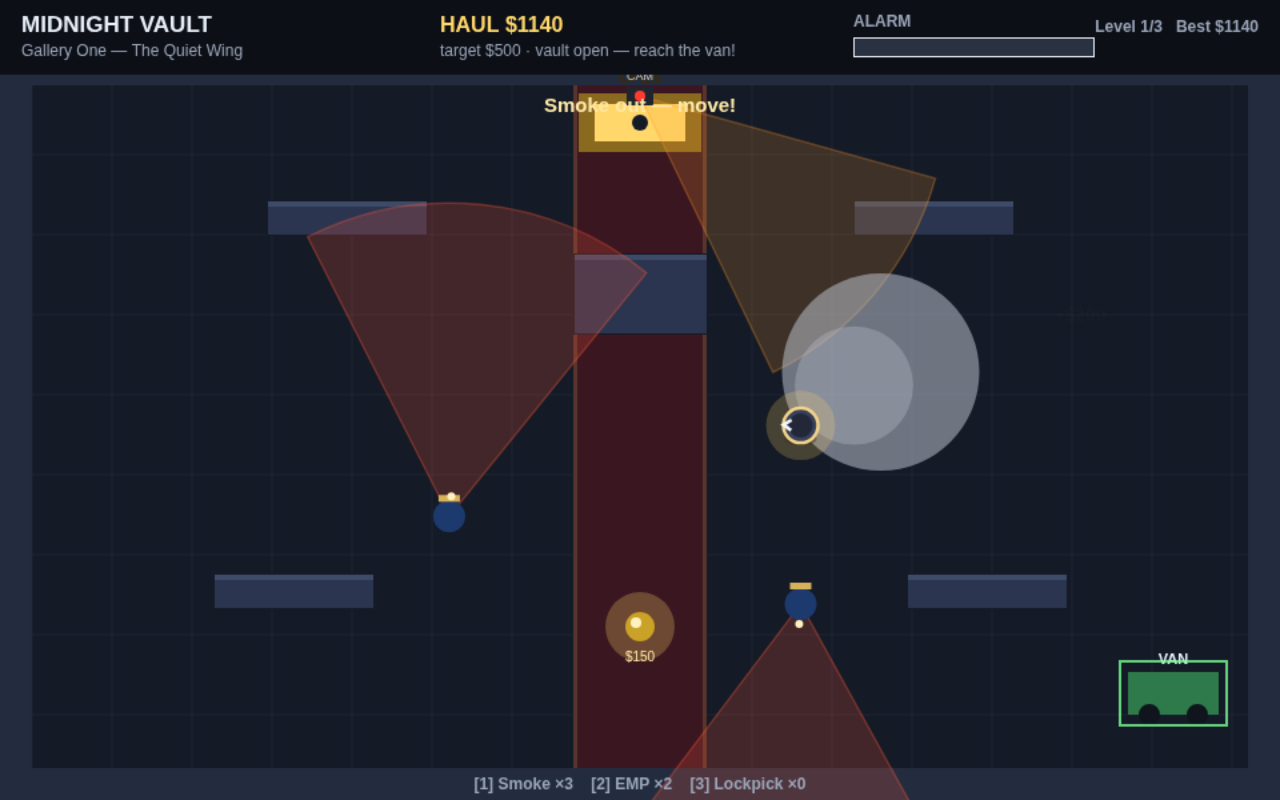 MIDNIGHT VAULT
Gallery One — The Quiet Wing
HAUL $1140
target $500 · vault open — reach the van!
ALARM
Level 1/3 Best $1140
CAM
Smoke out — move!
$150
VAN
[1] Smoke ×3 [2] EMP ×2 [3] Lockpick ×0